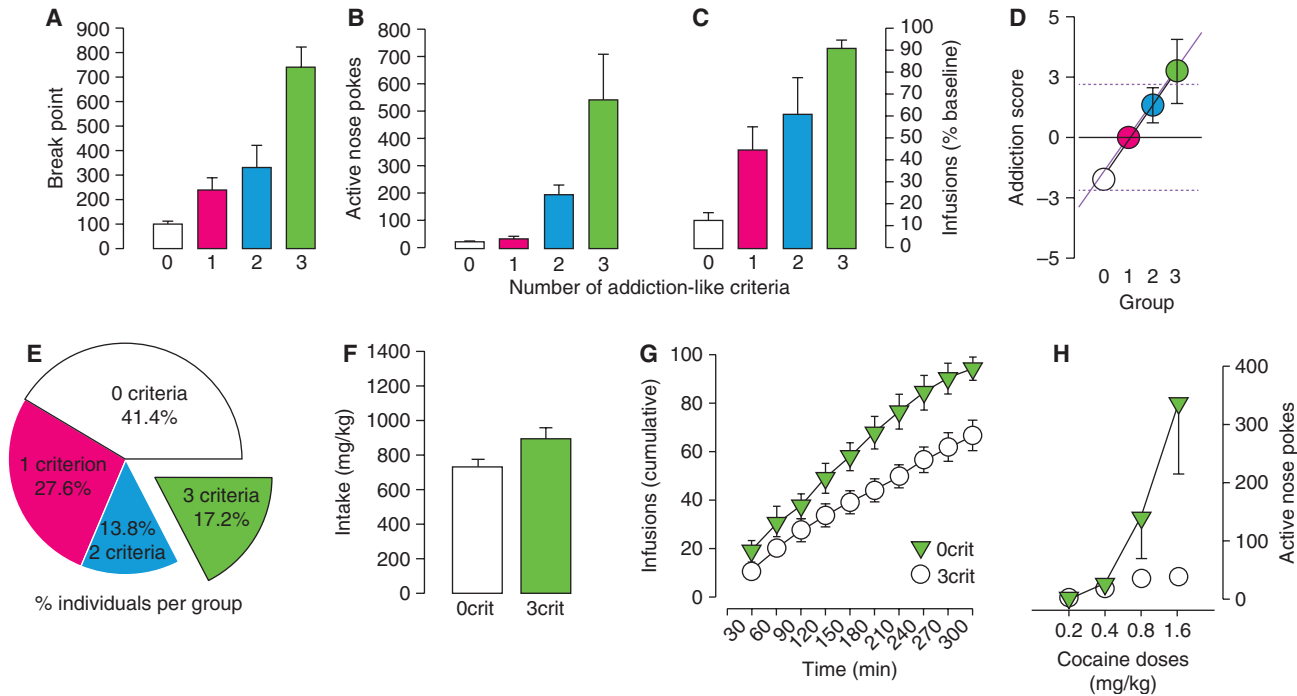 A
900
800
700
600
500
400
300
200
100
0
Break point
0 1 2 3
B
800
700
600
500
400
300
200
100
0
Active nose pokes
0 1 2 3
C
100
90
80
70
60
50
40
30
20
10
0
Infusions (% baseline)
0 1 2 3
Number of addiction-like criteria
D
5
3
0
–3
–5
Addiction score
0 1 2 3
Group
E
0 criteria
41.4%
1 criterion
27.6%
3 criteria
17.2%
13.8%
2 criteria
% individuals per group
F
1400
1200
1000
800
600
400
200
0
Intake (mg/kg)
0crit 3crit
G
100
80
60
40
20
0
Infusions (cumulative)
0crit
3crit
30 60 90 120 150 180 210 240 270 300
Time (min)
H
400
300
200
100
0
Active nose pokes
0.2 0.4 0.8 1.6
Cocaine doses
(mg/kg)